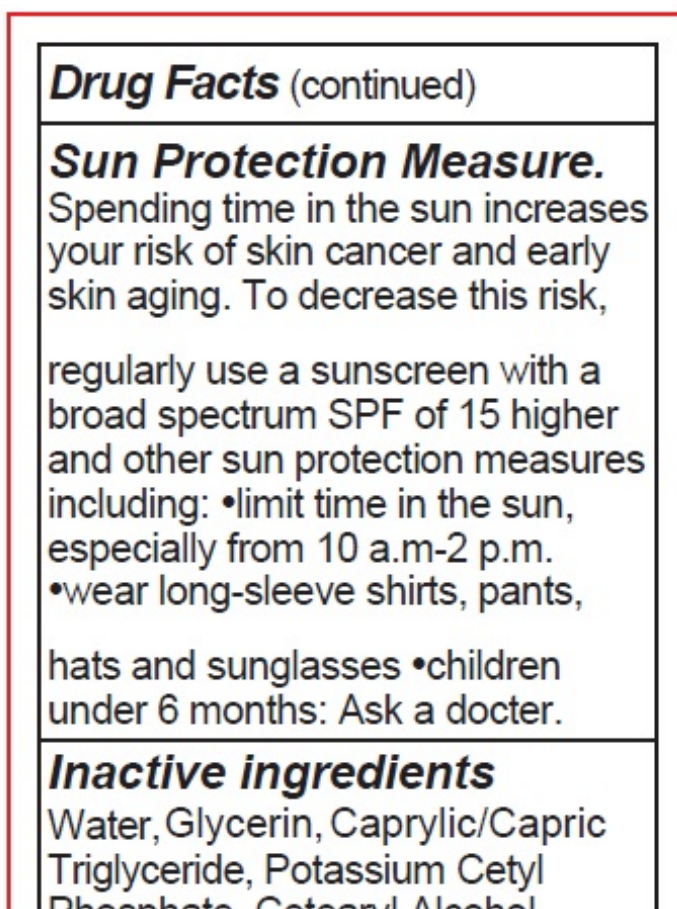 Drug Facts (continued)
Sun Protection Measure.
Spending time in the sun increases
your risk of skin cancer and early
skin aging. To decrease this risk,
regularly use a sunscreen with a
broad spectrum SPF of 15 higher
and other sun protection measures
including: •limit time in the sun,
especially from 10 a.m-2 p.m.
•wear long-sleeve shirts, pants,
hats and sunglasses •children
under 6 months: Ask a docter.
Inactive ingredients
Water, Glycerin, Caprylic/Capric
Triglyceride, Potassium Cetyl
Phosphate, Cetearyl Alcohol